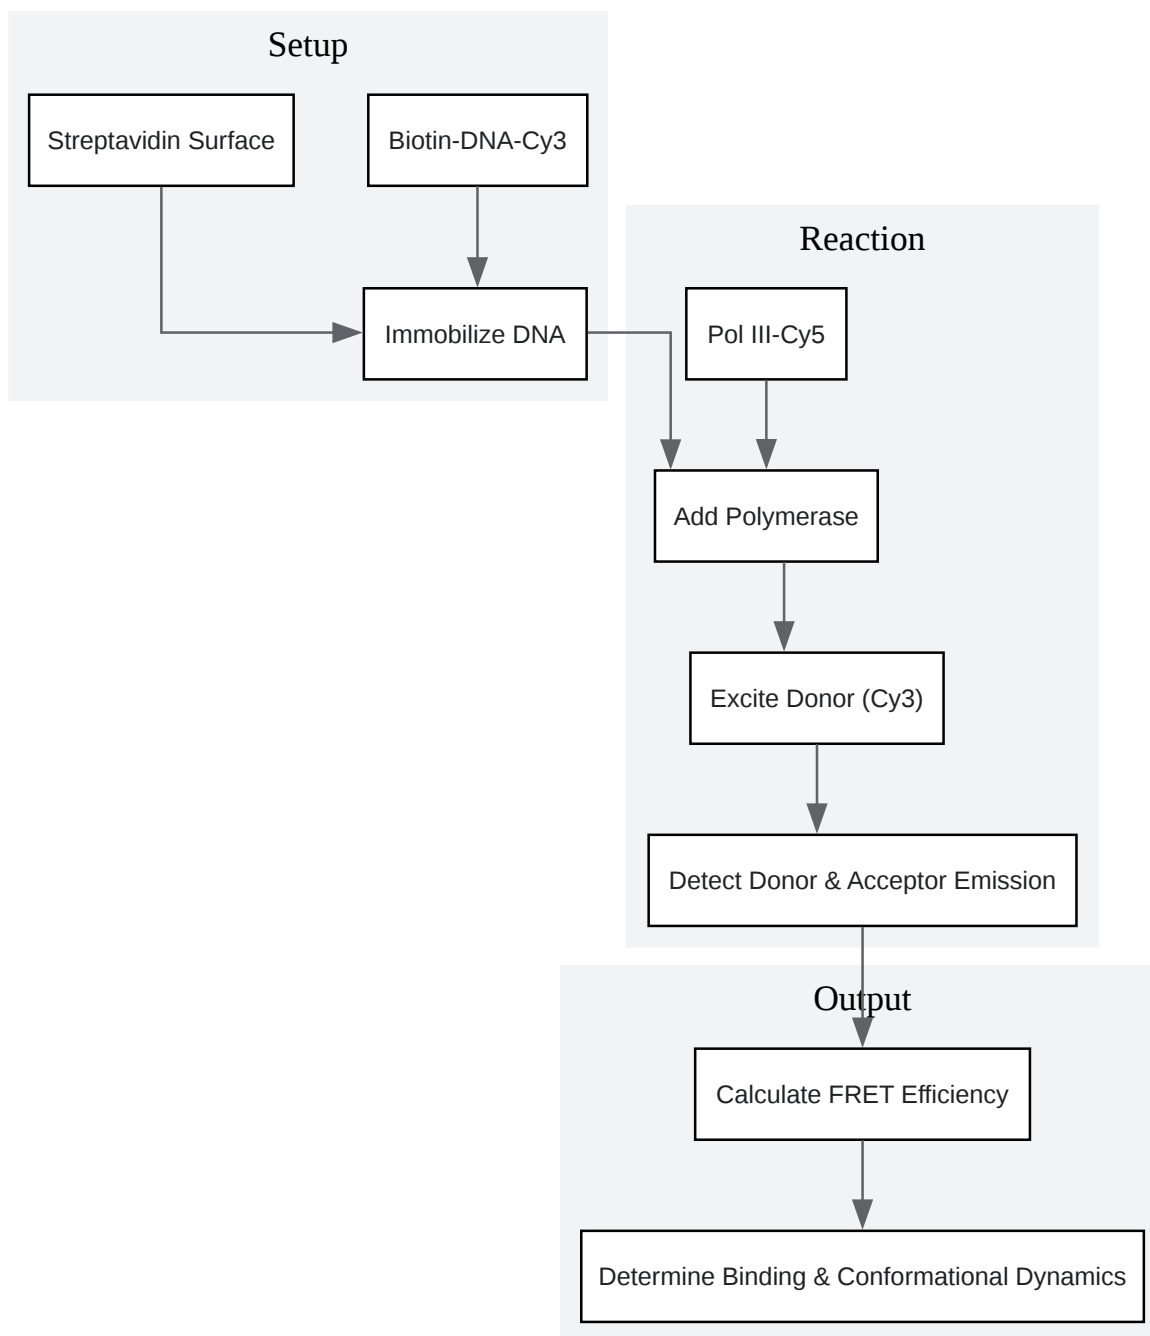 Setup
Streptavidin Surface
Biotin-DNA-Cy3
Immobilize DNA
Reaction
Pol III-Cy5
Add Polymerase
Excite Donor (Cy3)
Detect Donor & Acceptor Emission
Output
Calculate FRET Efficiency
Determine Binding & Conformational Dynamics